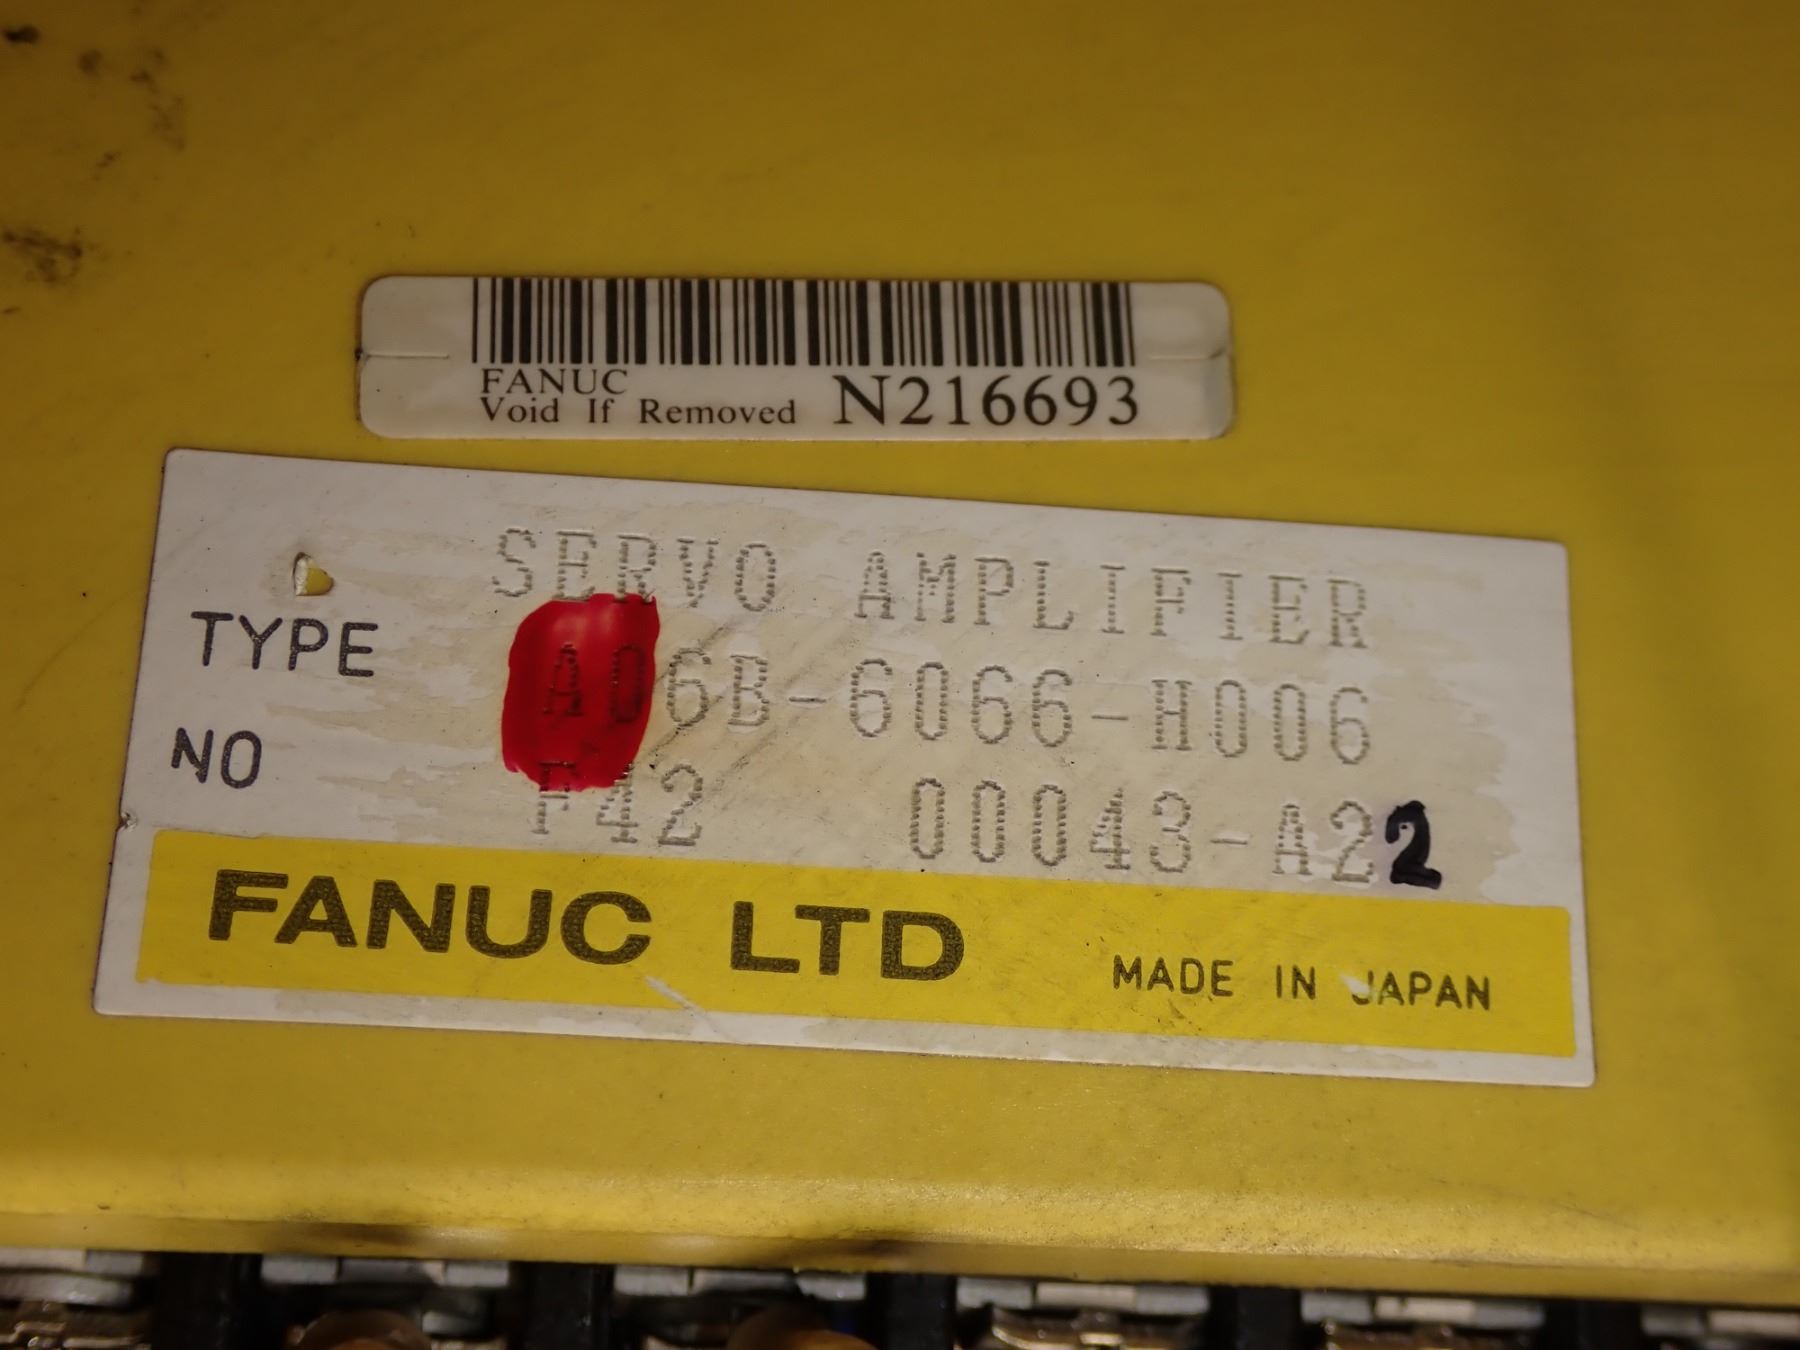 FANUC
Void If Removed N216693
SERVO AMPLIFIER
TYPE A06B-6066-H006
NO 00043-A22
FANUC LTD MADE IN JAPAN